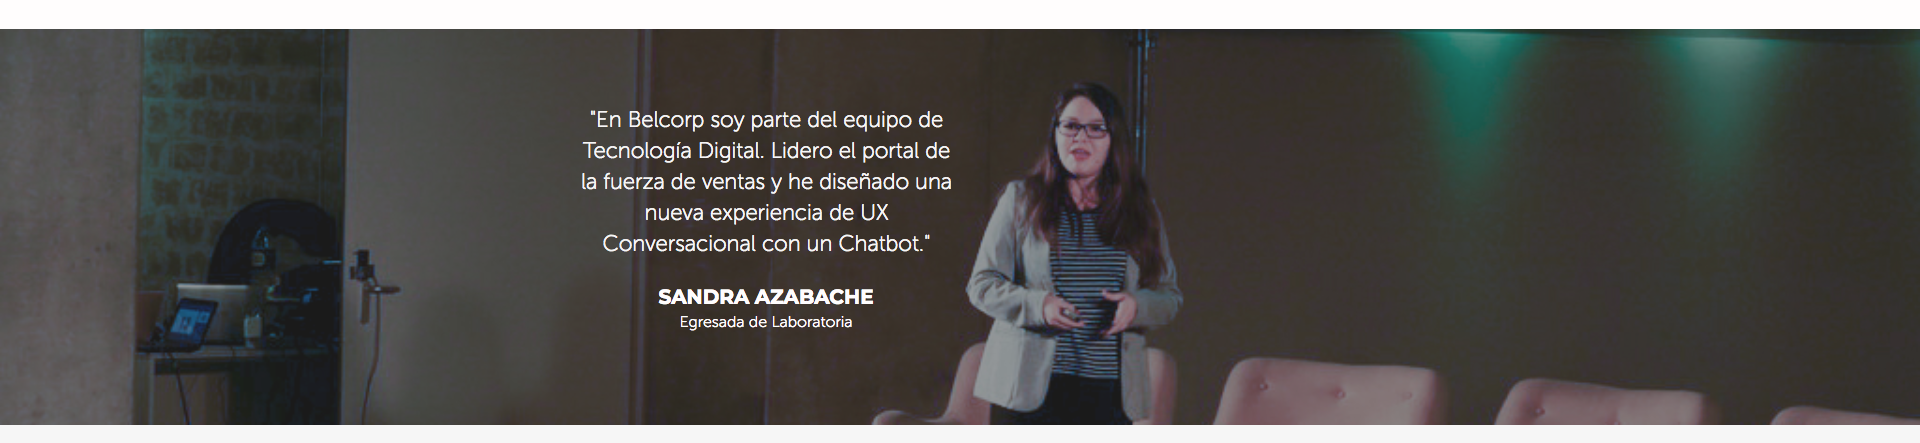 "En Belcorp soy parte del equipo de
Tecnología Digital. Lidero el portal de
la fuerza de ventas y he diseñado una
nueva experiencia de UX
Conversacional con un Chatbot."
SANDRA AZABACHE
Egresada de Laboratoria